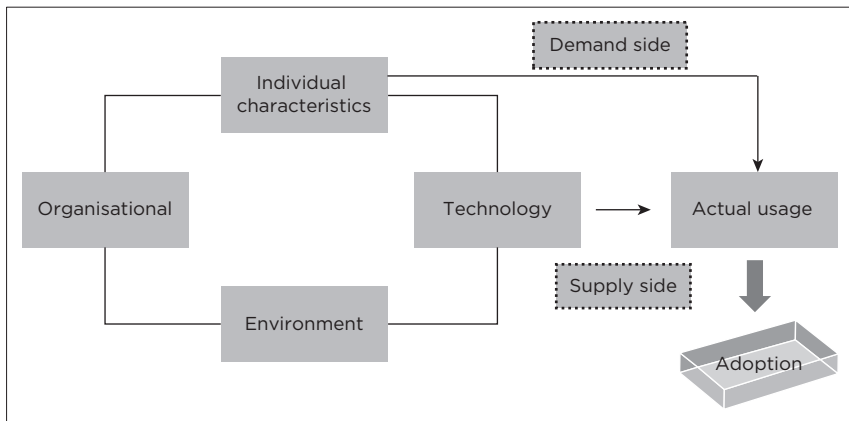 Demand side
Individual
characteristics
Organisational
Technology
Actual usage
Supply side
Environment
Adoption